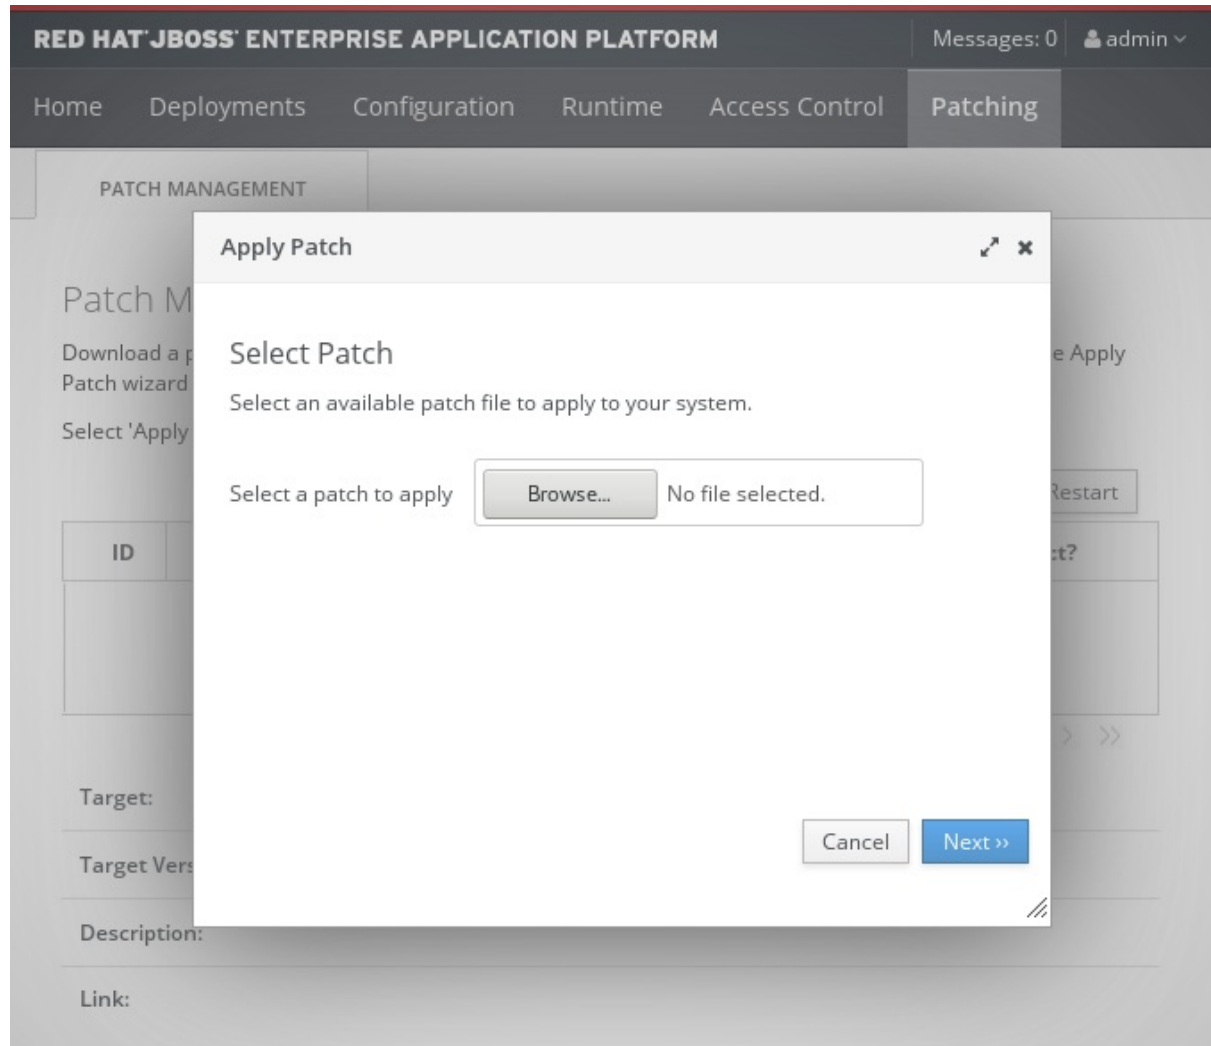 RED HAT JBOSS ENTERPRISE APPLICATION PLATFORM
Messages: 0
admin
Home Deployments Configuration Runtime Access Control Patching
PATCH MANAGEMENT
Apply Patch
Patch M
Download a p
e Apply
Patch wizard
Select 'Apply
Select Patch
Select an available patch file to apply to your system.
Select a patch to apply Browse... No file selected.
Restart
ID
ct?
Target:
Target Vers
Description:
Link:
Cancel Next ››